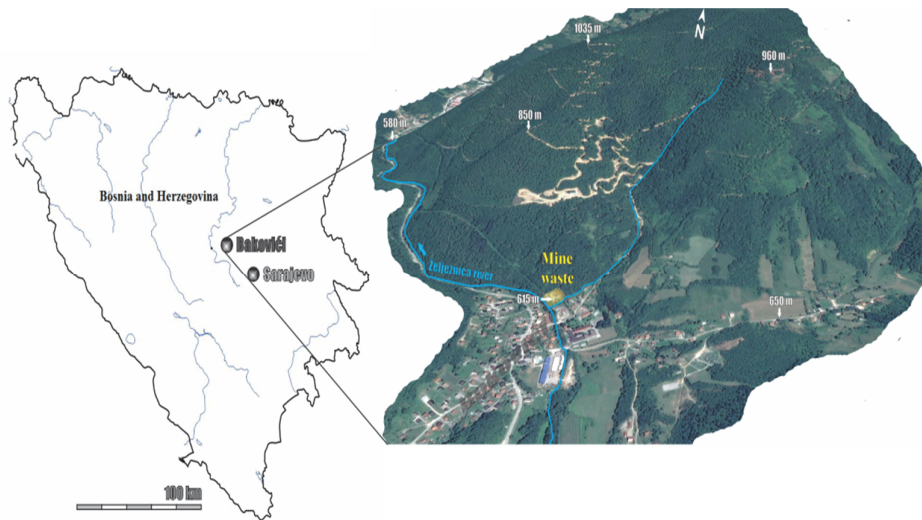 Bosnia and Herzegovina
Bakovići
Sarajevo
100 km
1035 m
N
960 m
850 m
580 m
Željeznica river
Mine
waste
615 m
650 m